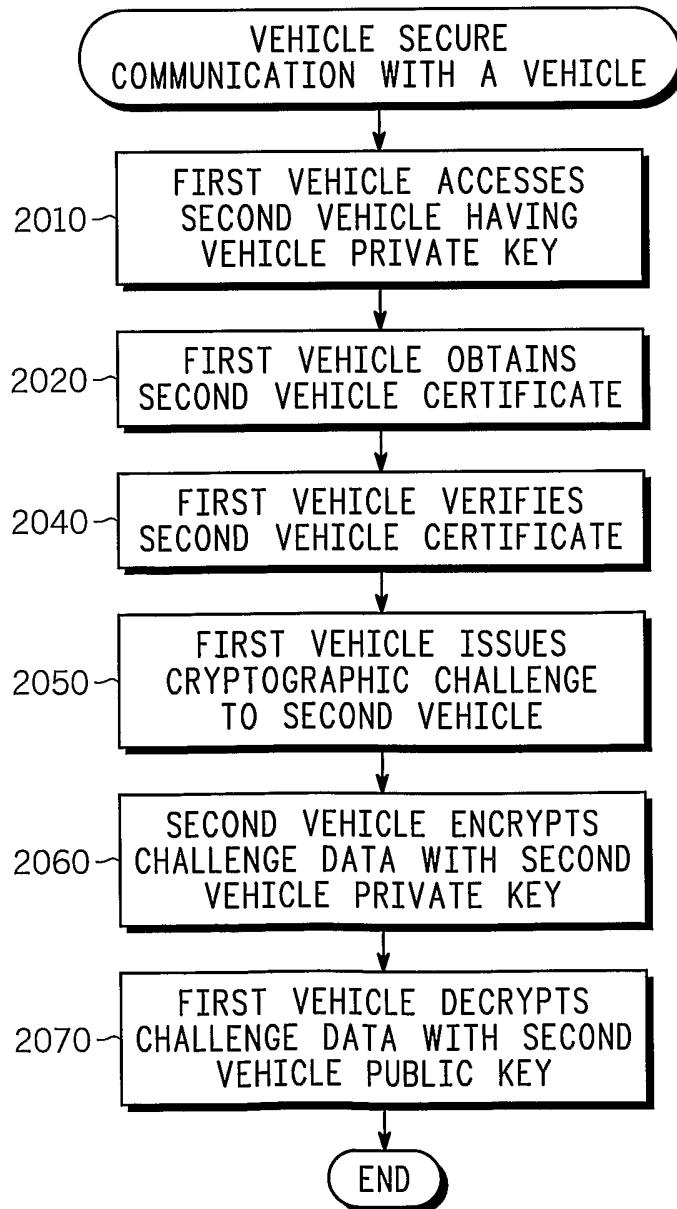 VEHICLE SECURE
COMMUNICATION WITH A VEHICLE
2010
FIRST VEHICLE ACCESSES
SECOND VEHICLE HAVING
VEHICLE PRIVATE KEY
2020
FIRST VEHICLE OBTAINS
SECOND VEHICLE CERTIFICATE
2040
FIRST VEHICLE VERIFIES
SECOND VEHICLE CERTIFICATE
2050
FIRST VEHICLE ISSUES
CRYPTOGRAPHIC CHALLENGE
TO SECOND VEHICLE
2060
SECOND VEHICLE ENCRYPTS
CHALLENGE DATA WITH SECOND
VEHICLE PRIVATE KEY
2070
FIRST VEHICLE DECRYPTS
CHALLENGE DATA WITH SECOND
VEHICLE PUBLIC KEY
END